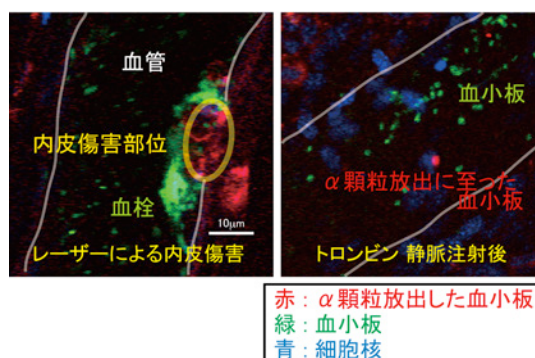 血管
内皮傷害部位
血栓
10μm
レーザーによる内皮傷害
血小板
α顆粒放出に至った
血小板
トロンビン 静脈注射後
赤：α顆粒放出した血小板
緑：血小板
青：細胞核